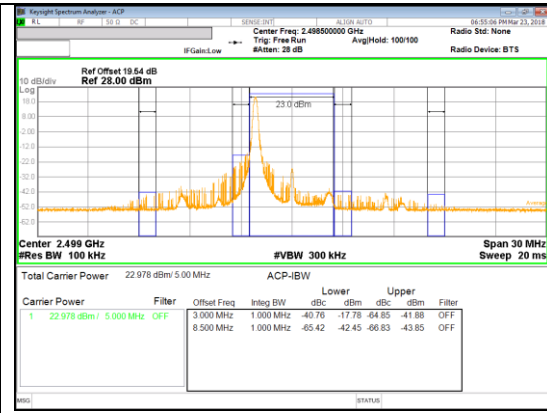 Keysight Spectrum Analyzer - ACP
RL RF 50 Ω DC SENSE:INT ALIGN AUTO 06:55:06 PM Mar 23, 2018
Center Freq: 2.498500000 GHz Radio Std: None
Trig: Free Run Avg|Hold: 100/100
IFGain:Low #Atten: 28 dB Radio Device: BTS
Ref Offset 19.54 dB
10 dB/div Ref 28.00 dBm
Log
18.0
23.0 dBm
8.00
-2.00
-12.0
-22.0
-32.0
-42.0
Average
-52.0
-62.0
Center 2.499 GHz Span 30 MHz
#Res BW 100 kHz #VBW 300 kHz Sweep 20 ms
Total Carrier Power 22.978 dBm/ 5.00 MHz ACP-IBW
Lower Upper
Carrier Power Filter Offset Freq Integ BW dBc dBm dBc dBm Filter
1 22.978 dBm / 5.000 MHz OFF 3.000 MHz 1.000 MHz -40.76 -17.78 -64.85 -41.88 OFF
8.500 MHz 1.000 MHz -65.42 -42.45 -66.83 -43.85 OFF
MSG STATUS